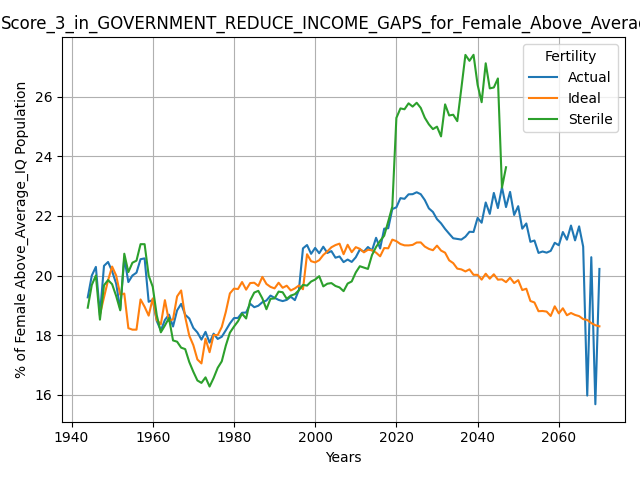 Score_3_in_GOVERNMENT_REDUCE_INCOME_GAPS_for_Female_Above_Avera
Fertility
Actual
Ideal
Sterile
% of Female Above_Average_IQ Population
26
24
22
20
18
16
1940 1960 1980 2000 2020 2040 2060
Years